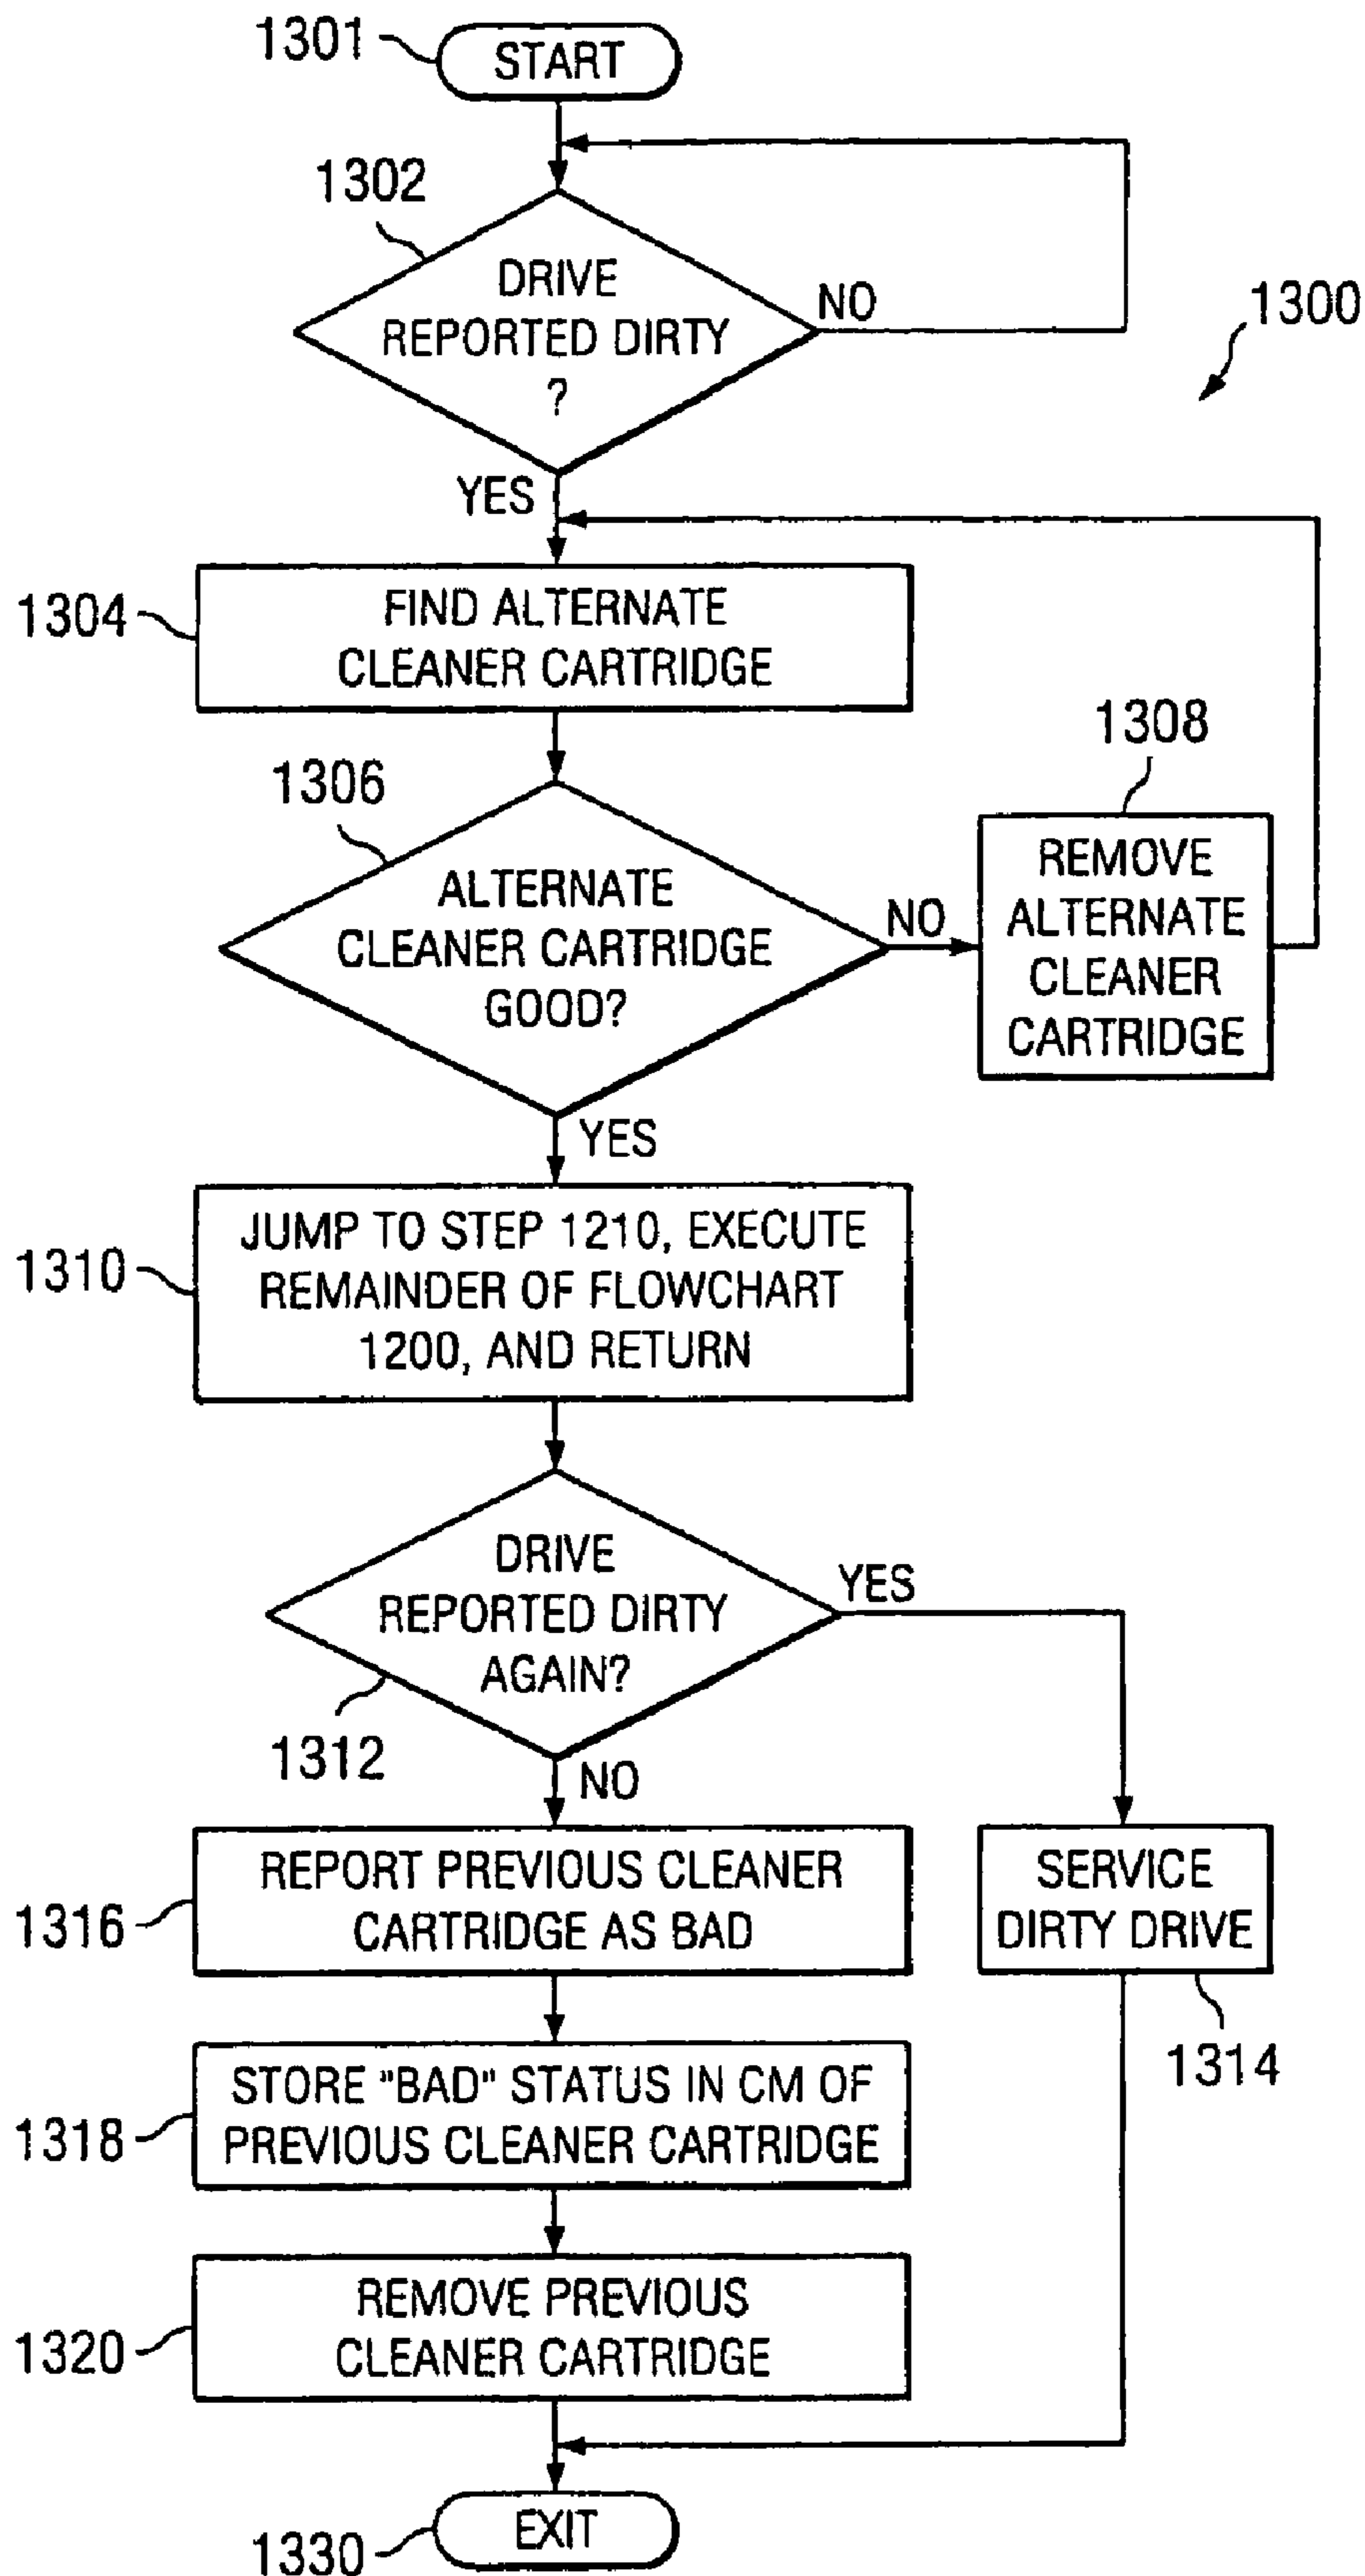 1301
START
1302
DRIVE
REPORTED DIRTY
?
NO
1300
YES
1304
FIND ALTERNATE
CLEANER CARTRIDGE
1306
ALTERNATE
CLEANER CARTRIDGE
GOOD?
NO
1308
REMOVE
ALTERNATE
CLEANER
CARTRIDGE
YES
1310
JUMP TO STEP 1210, EXECUTE
REMAINDER OF FLOWCHART
1200, AND RETURN
DRIVE
REPORTED DIRTY
AGAIN?
YES
1312
NO
1316
REPORT PREVIOUS CLEANER
CARTRIDGE AS BAD
SERVICE
DIRTY DRIVE
1314
1318
STORE "BAD" STATUS IN CM OF
PREVIOUS CLEANER CARTRIDGE
1320
REMOVE PREVIOUS
CLEANER CARTRIDGE
1330
EXIT